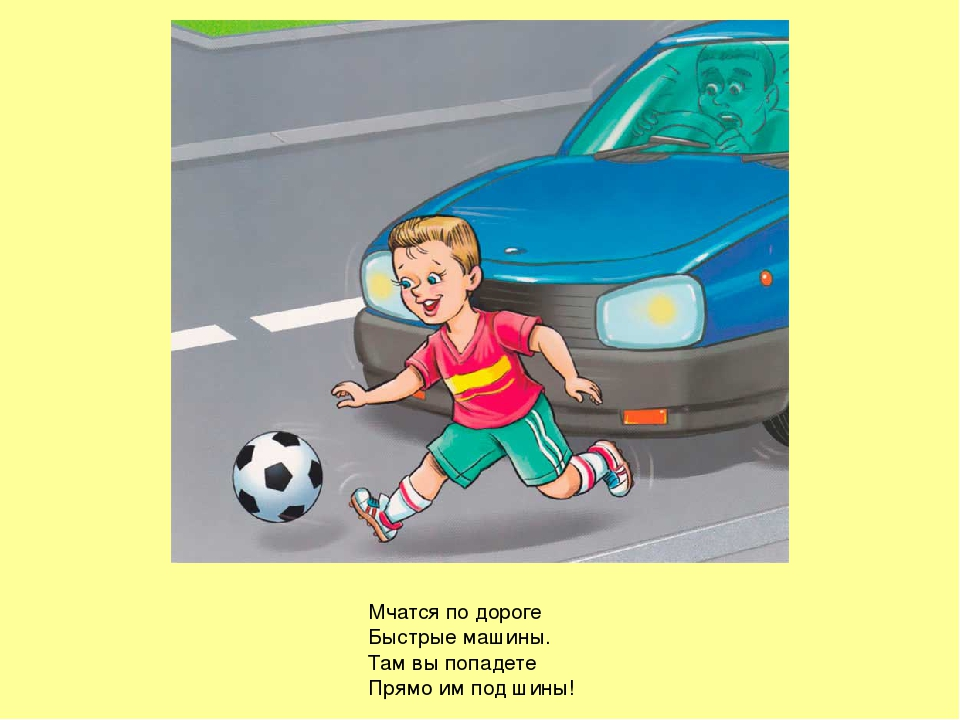 Мчатся по дороге
Быстрые машины.
Там вы попадете
Прямо им под шины!